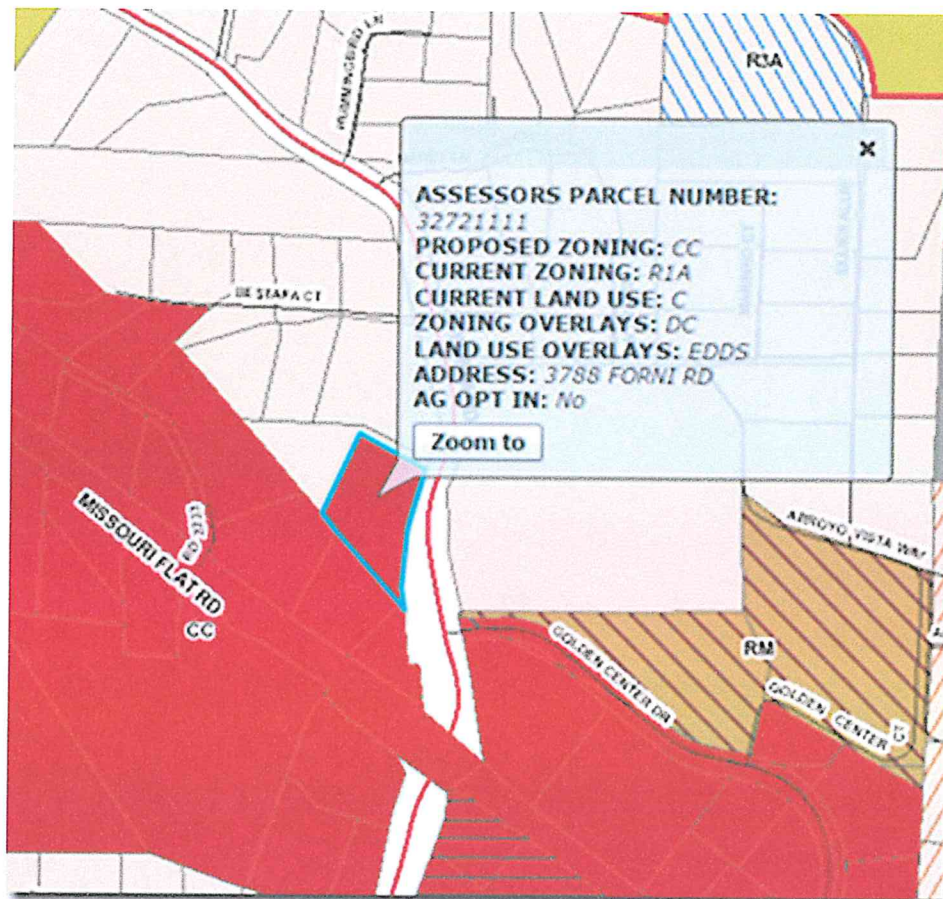 R3A
×
ASSESSORS PARCEL NUMBER:
32721111
PROPOSED ZONING: CC
CURRENT ZONING: R1A
CURRENT LAND USE: C
ZONING OVERLAYS: DC
LAND USE OVERLAYS: EDDS
ADDRESS: 3788 FORNI RD
AG OPT IN: No
Zoom to
MISSOURI FLAT RD
CC
ARROYO VISTA WAY
RM
GOLDEN CENTER DR
GOLDEN CENTER